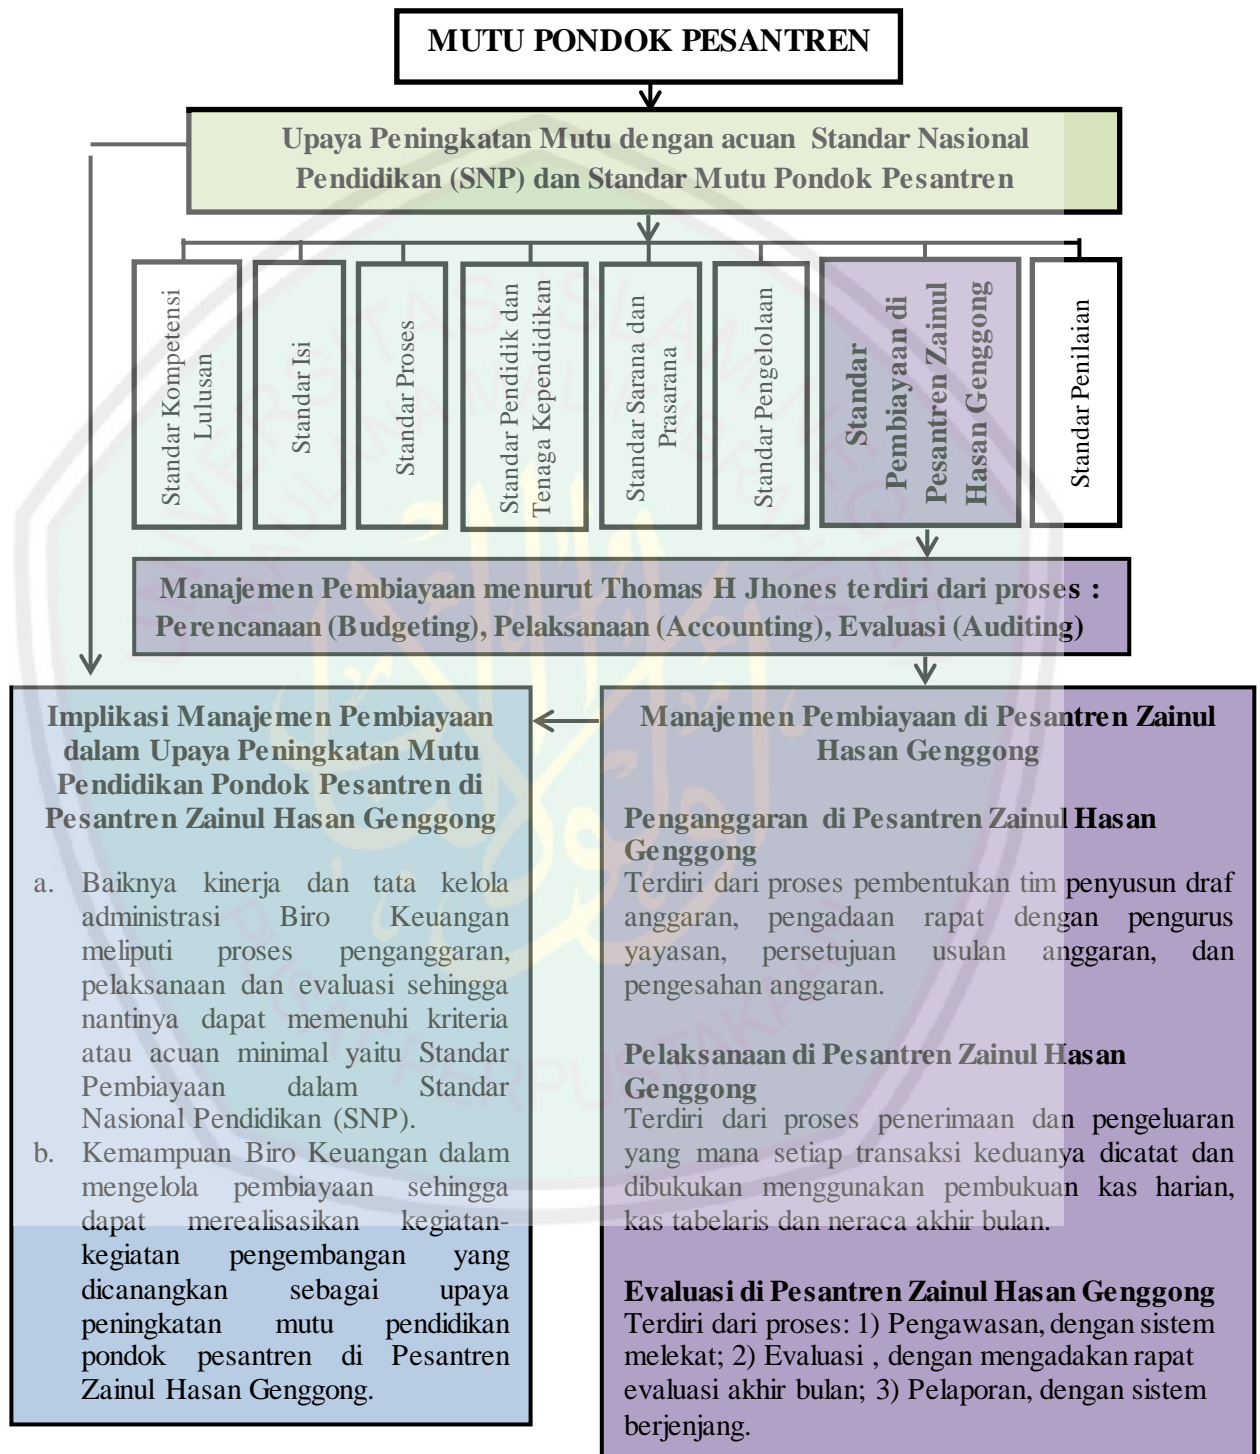 MUTU PONDOK PESANTREN
Upaya Peningkatan Mutu dengan acuan Standar Nasional
Pendidikan (SNP) dan Standar Mutu Pondok Pesantren
Standar Kompetensi
Lulusan
Standar Isi
Standar Proses
Standar Pendidik dan
Tenaga Kependidikan
Standar Sarana dan
Prasarana
Standar Pengelolaan
Standar
Pembiayaan di
Pesantren Zainul
Hasan Genggong
Standar Penilaian
Manajemen Pembiayaan menurut Thomas H Jhones terdiri dari proses :
Perencanaan (Budgeting), Pelaksanaan (Accounting), Evaluasi (Auditing)
Implikasi Manajemen Pembiayaan
dalam Upaya Peningkatan Mutu
Pendidikan Pondok Pesantren di
Pesantren Zainul Hasan Genggong
a. Baiknya kinerja dan tata kelola
administrasi Biro Keuangan
meliputi proses penganggaran,
pelaksanaan dan evaluasi sehingga
nantinya dapat memenuhi kriteria
atau acuan minimal yaitu Standar
Pembiayaan dalam Standar
Nasional Pendidikan (SNP).
b. Kemampuan Biro Keuangan dalam
mengelola pembiayaan sehingga
dapat merealisasikan kegiatan-
kegiatan pengembangan yang
dicanangkan sebagai upaya
peningkatan mutu pendidikan
pondok pesantren di Pesantren
Zainul Hasan Genggong.
Manajemen Pembiayaan di Pesantren Zainul
Hasan Genggong
Penganggaran di Pesantren Zainul Hasan
Genggong
Terdiri dari proses pembentukan tim penyusun draf
anggaran, pengadaan rapat dengan pengurus
yayasan, persetujuan usulan anggaran, dan
pengesahan anggaran.
Pelaksanaan di Pesantren Zainul Hasan
Genggong
Terdiri dari proses penerimaan dan pengeluaran
yang mana setiap transaksi keduanya dicatat dan
dibukukan menggunakan pembukuan kas harian,
kas tabelaris dan neraca akhir bulan.
Evaluasi di Pesantren Zainul Hasan Genggong
Terdiri dari proses: 1) Pengawasan, dengan sistem
melekat; 2) Evaluasi , dengan mengadakan rapat
evaluasi akhir bulan; 3) Pelaporan, dengan sistem
berjenjang.
UNIVERSITAS ISLAM NEGERI
MAULANA MALIK IBRAHIM
PUSAT PERPUSTAKAAN